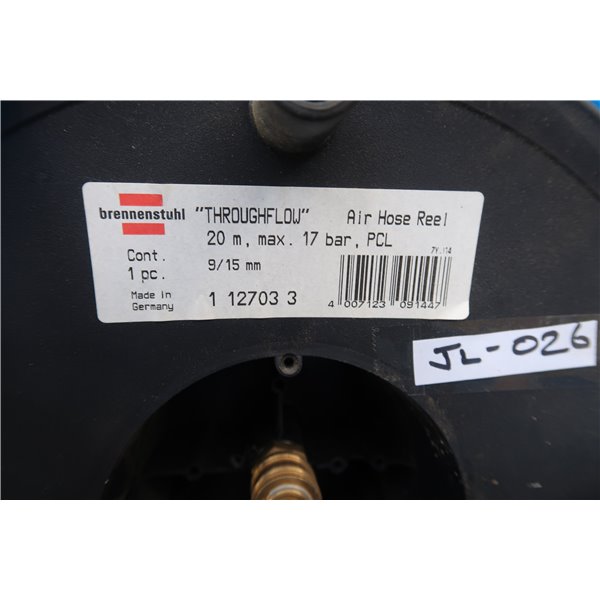 brennenstuhl "THROUGHFLOW" Air Hose Reel
20 m, max. 17 bar, PCL
Cont.
1 pc.
9/15 mm
Made in
Germany
1 12703 3
4 007123 091447
JL-026